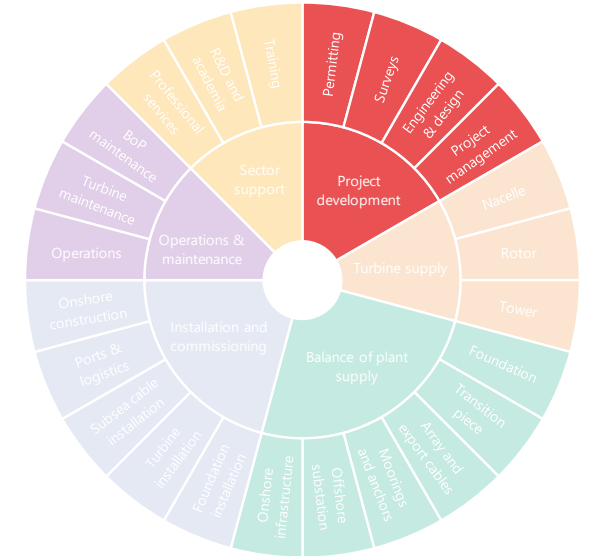 Project
development
Permitting
Surveys
Engineering
& design
Project
management
Turbine supply
Nacelle
Rotor
Tower
Balance of plant
supply
Foundation
Transition
piece
Array and
export cables
Moorings
and anchors
Offshore
substation
Onshore
infrastructure
Installation and
commissioning
Foundation
installation
Turbine
installation
Subsea cable
installation
Ports &
logistics
Onshore
construction
Operations &
maintenance
Operations
Turbine
maintenance
BoP
maintenance
Sector
support
Professional
services
R&D and
academia
Training